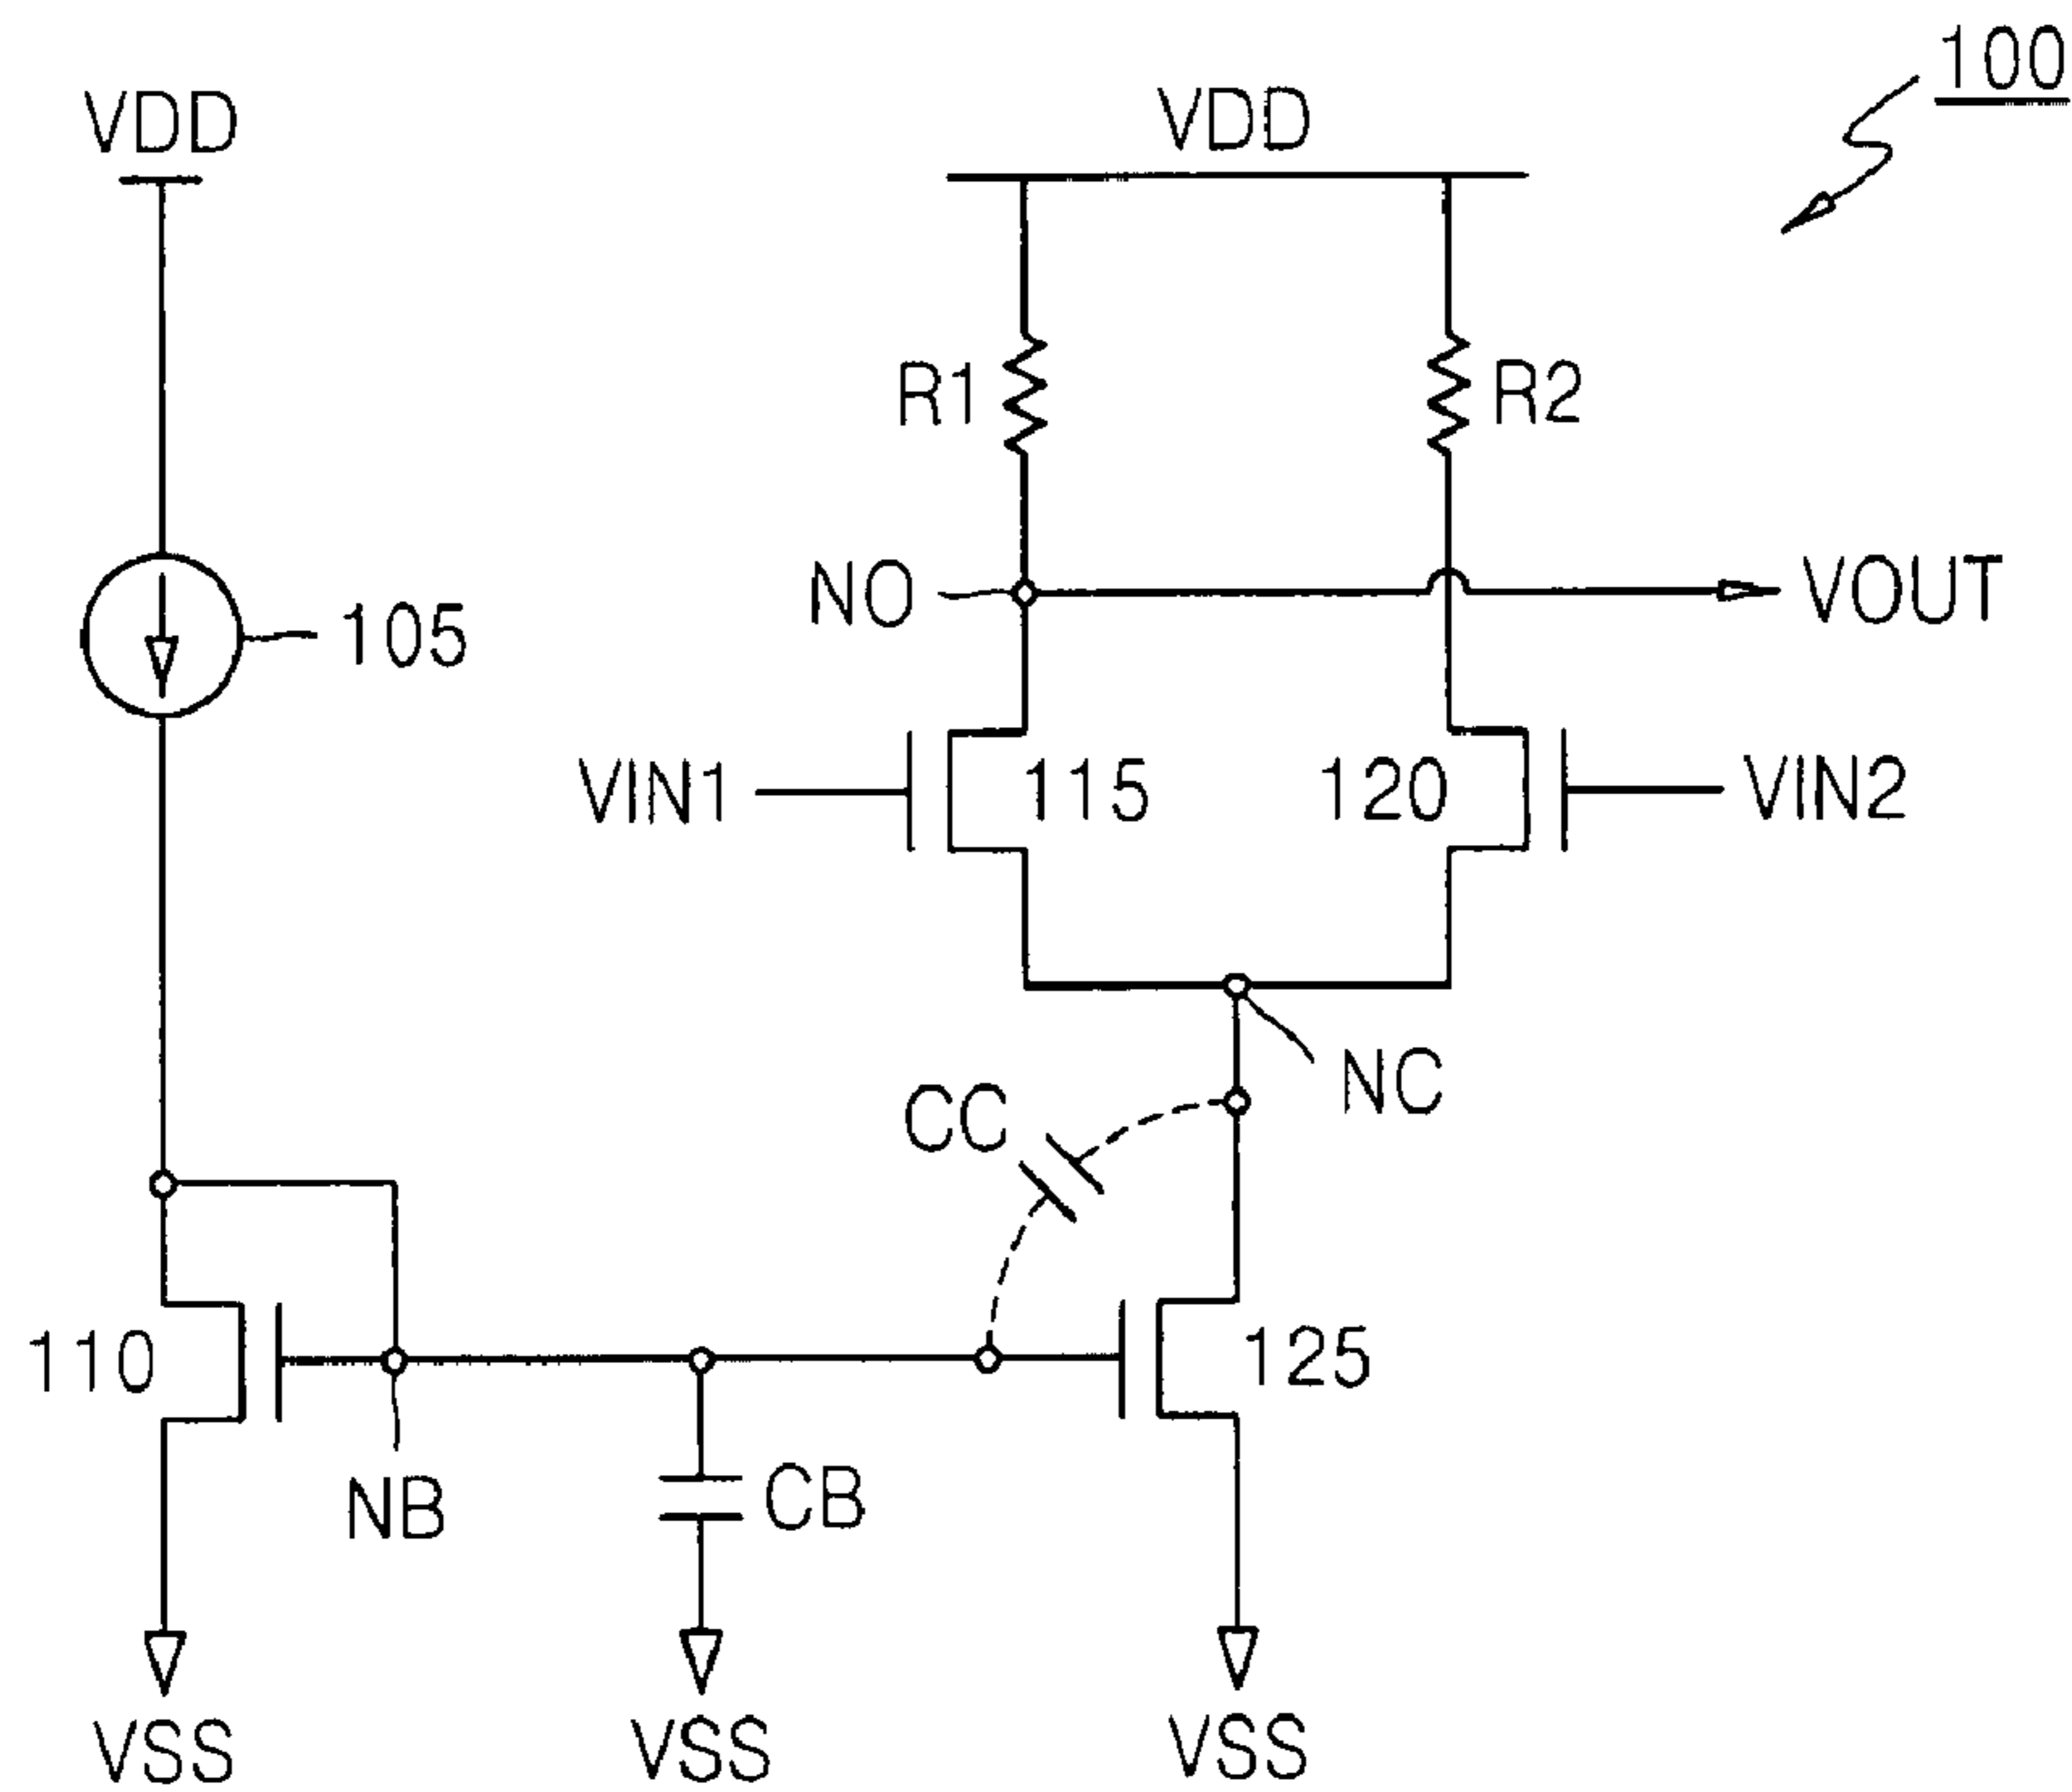 100
VDD
VDD
R1
R2
NO
VOUT
105
VIN1
115
120
VIN2
NC
CC
110
125
NB
CB
VSS
VSS
VSS